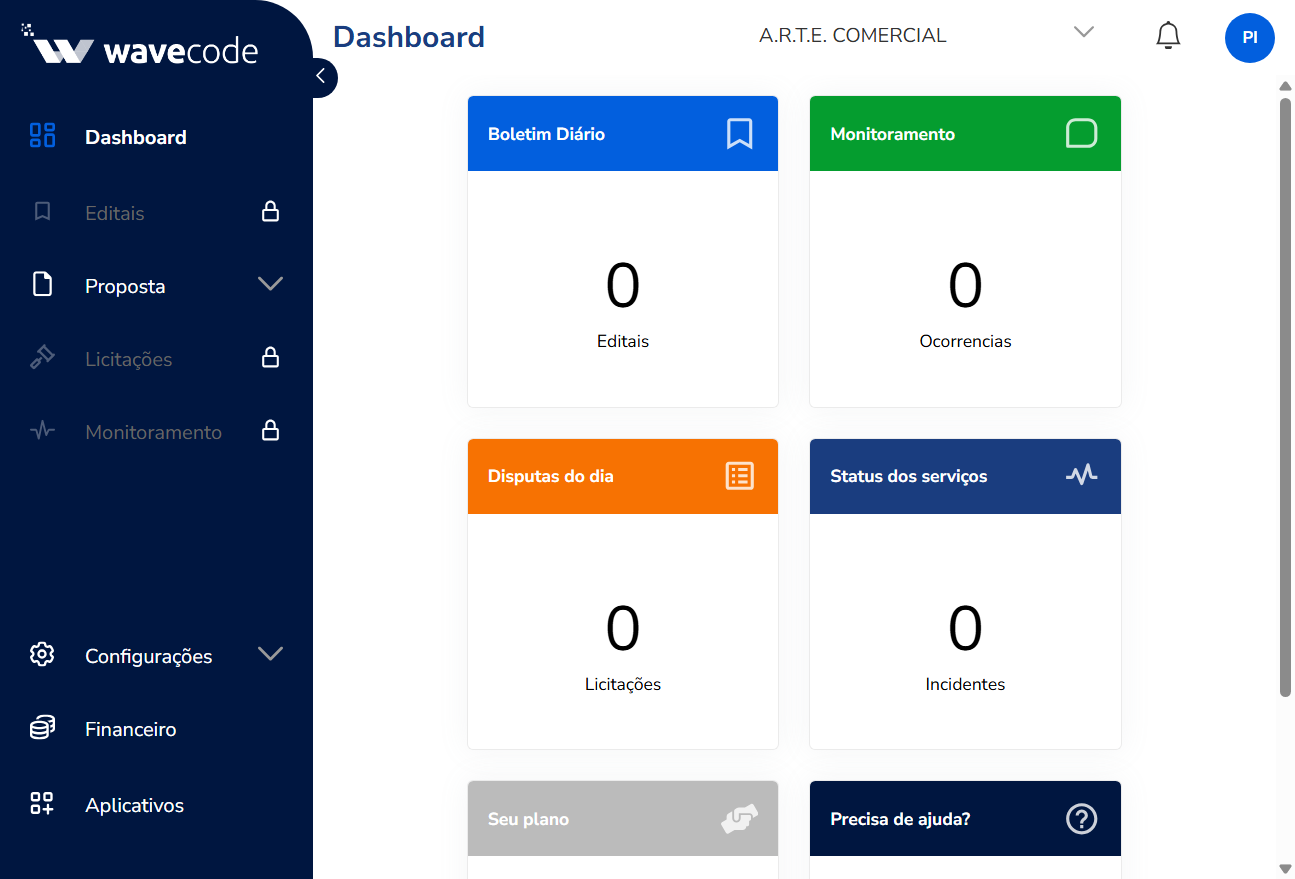 wavecode
Dashboard
Editais
Proposta
Licitações
Monitoramento
Configurações
Financeiro
Aplicativos
Dashboard
A.R.T.E. COMERCIAL
PI
Boletim Diário
0
Editais
Monitoramento
0
Ocorrencias
Disputas do dia
0
Licitações
Status dos serviços
0
Incidentes
Seu plano
Precisa de ajuda?